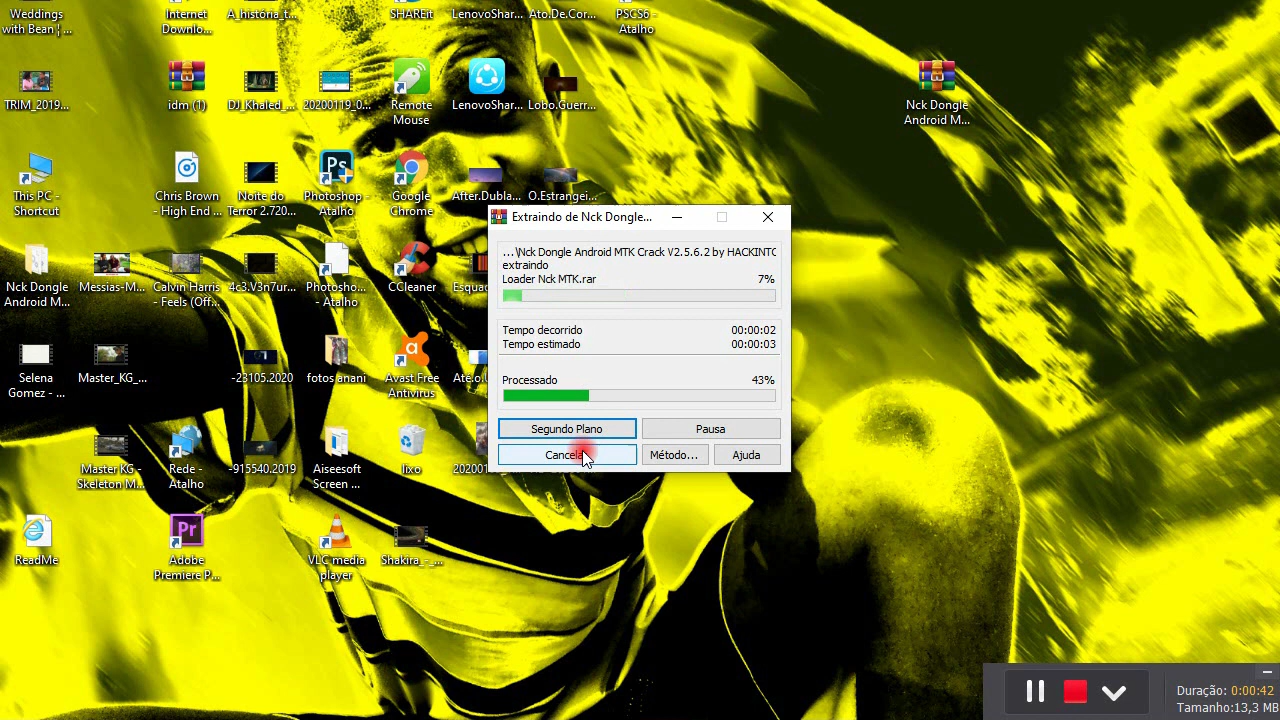 Weddings
with Bean ¦ ...
Internet
Downlo...
A_historia_t...
SHAREit
LenovoShar...
Ato.De.Cor...
PSCS6 -
Atalho
TRIM_2019...
idm (1)
DJ_Khaled_...
20200119_0...
Remote
Mouse
LenovoShar...
Lobo.Guerr...
Nck Dongle
Android M...
This PC -
Shortcut
Chris Brown
- High End ...
Noite do
Terror 2.720...
Ps
Photoshop -
Atalho
Google
Chrome
After.Dubla...
O.Estrangei...
Nck Dongle
Android M...
Messias-M...
Calvin Harris
- Feels (Off...
4c3.V3n7ur...
Photosho...
- Atalho
CCleaner
Esquad
Selena
Gomez - ...
Master_KG_...
-23105.2020
fotos anani
Avast Free
Antivirus
Ate.o.U
Master KG -
Skeleton M...
Rede -
Atalho
-915540.2019
Aiseesoft
Screen ...
lixo
202001
ReadMe
Pr
Adobe
Premiere P...
VLC media
player
Shakira_-_...
Extraindo de Nck Dongle...
...\Nck Dongle Android MTK Crack V2.5.6.2 by HACKINTO
extraindo
Loader Nck MTK.rar 7%
Tempo decorrido 00:00:02
Tempo estimado 00:00:03
Processado 43%
Segundo Plano
Pausa
Cancela
Método...
Ajuda
Duração: 0:00:42
Tamanho:13,3 MB